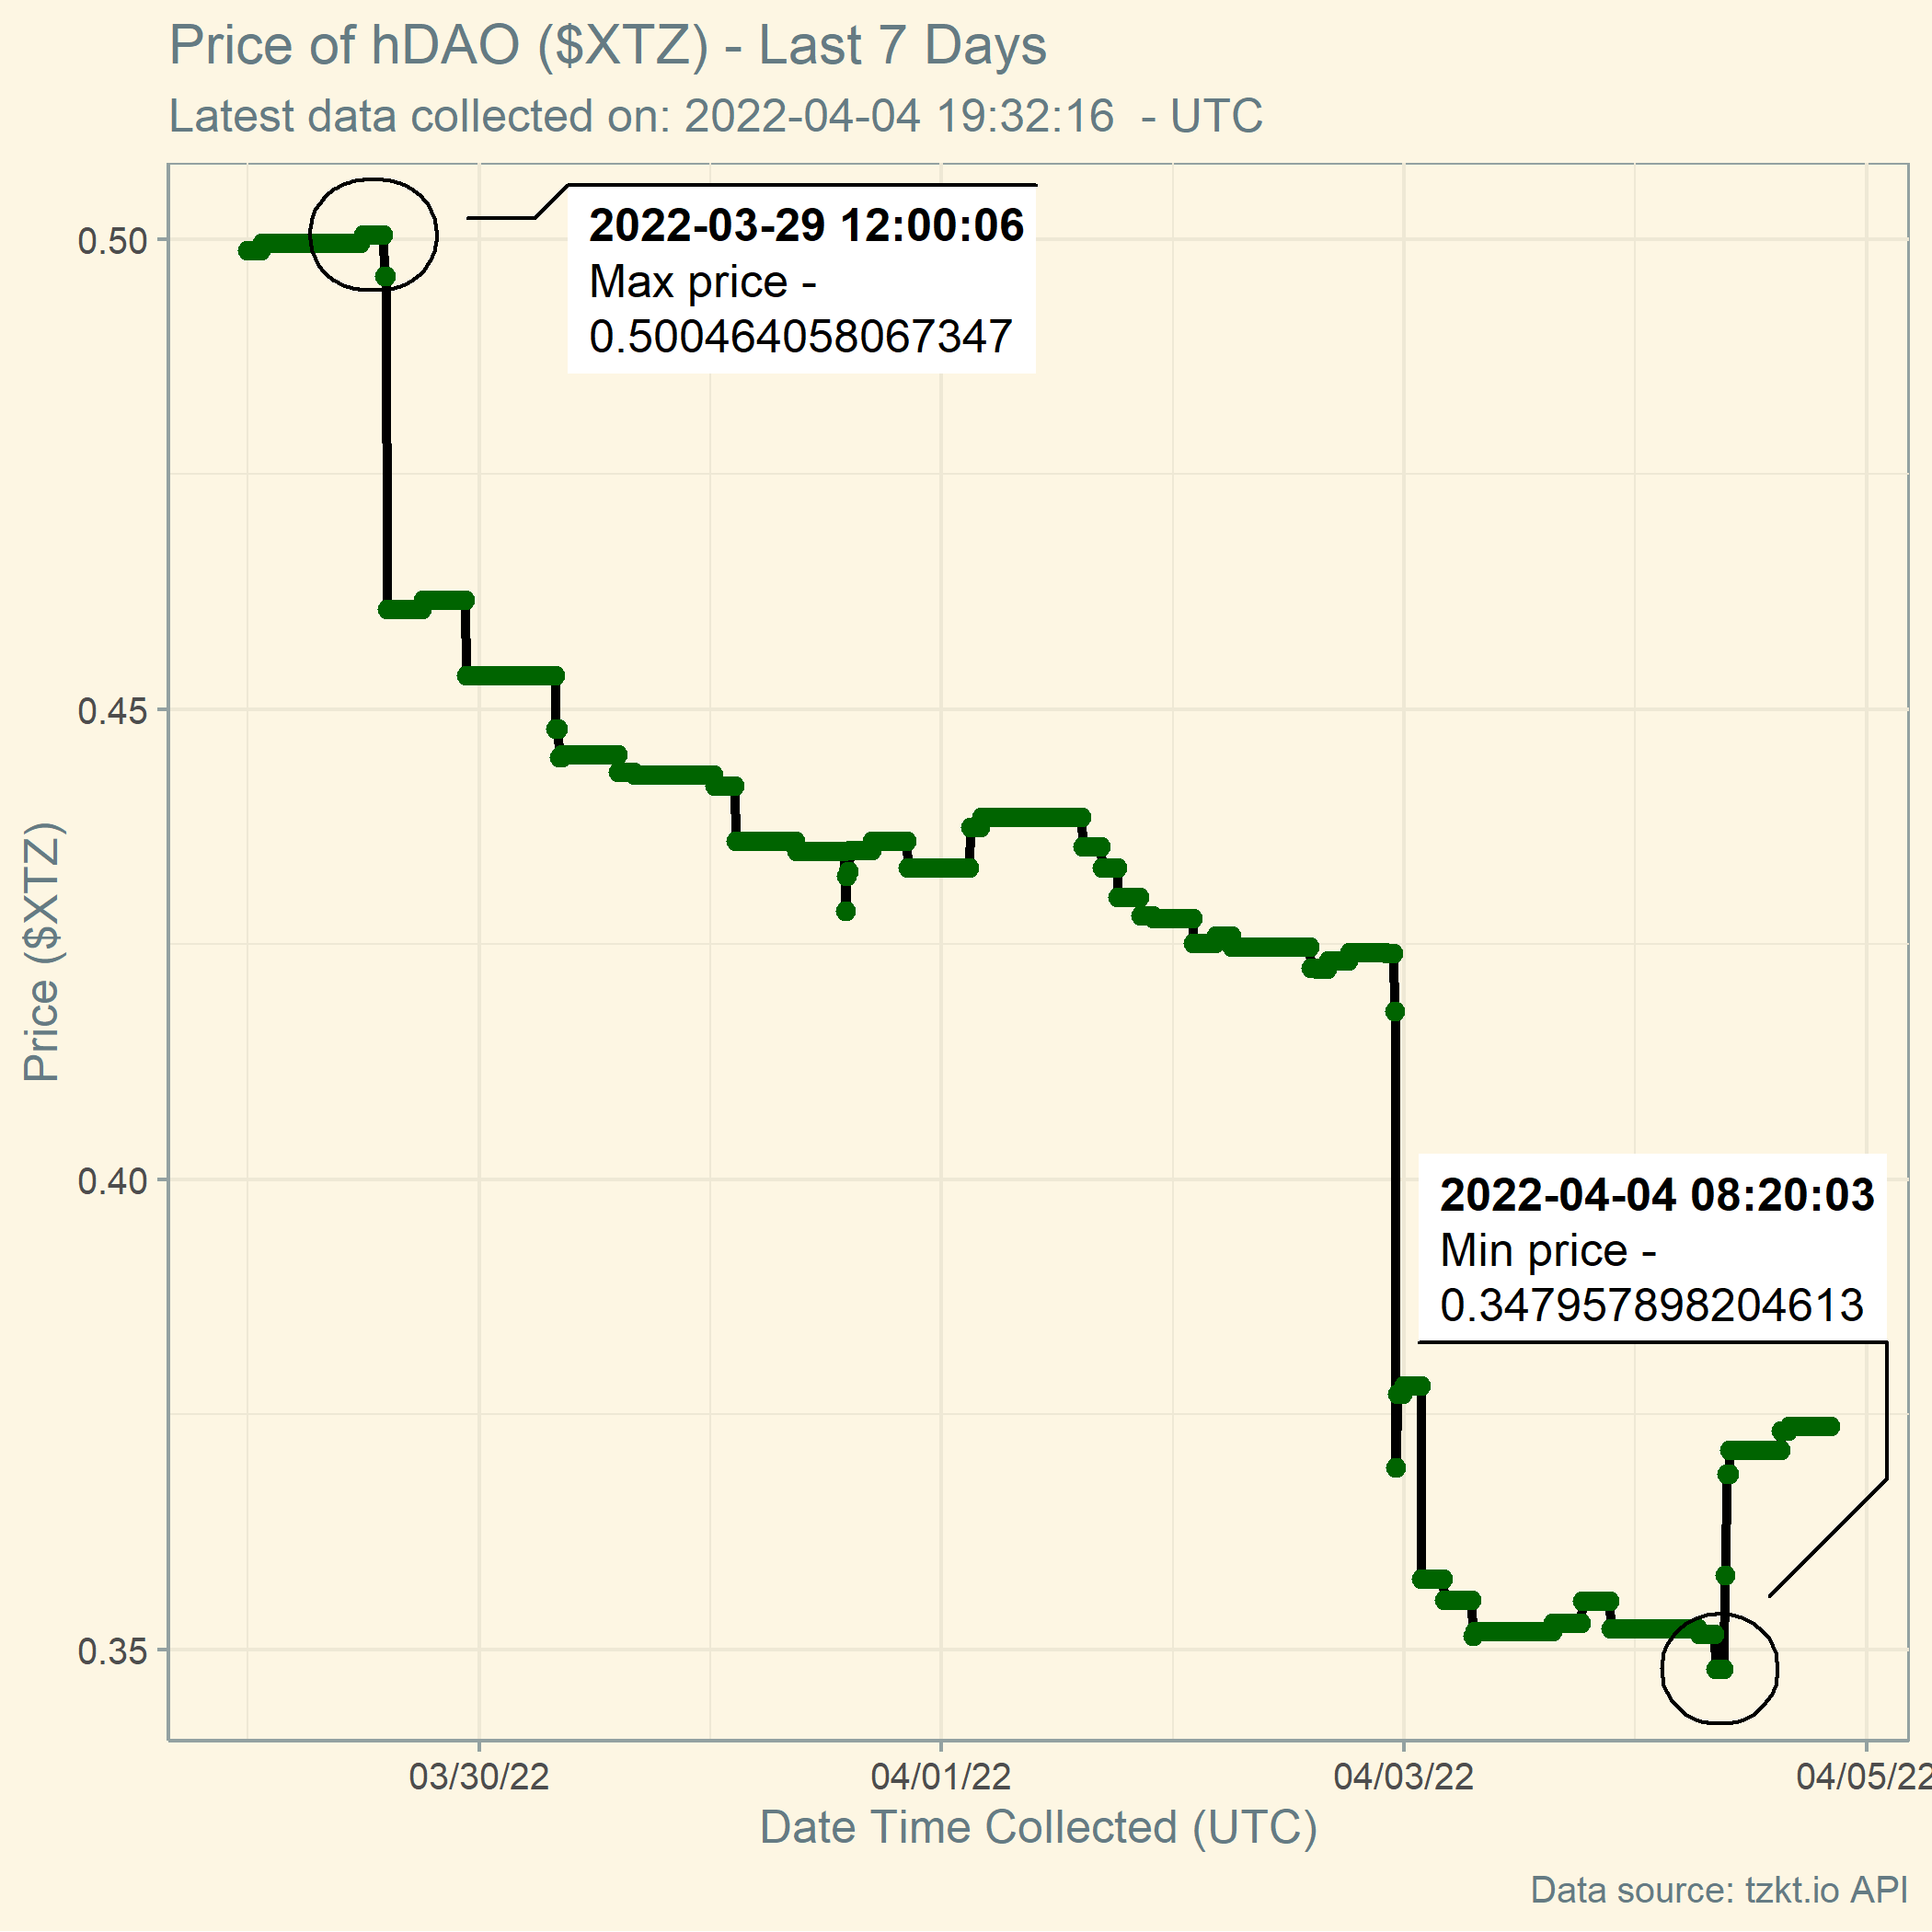 Price of hDAO ($XTZ) - Last 7 Days
Latest data collected on: 2022-04-04 19:32:16  - UTC
2022-03-29 12:00:06
Max price -
0.500464058067347
0.50
0.45
0.40
0.35
Price ($XTZ)
2022-04-04 08:20:03
Min price -
0.347957898204613
03/30/22
04/01/22
04/03/22
04/05/22
Date Time Collected (UTC)
Data source: tzkt.io API